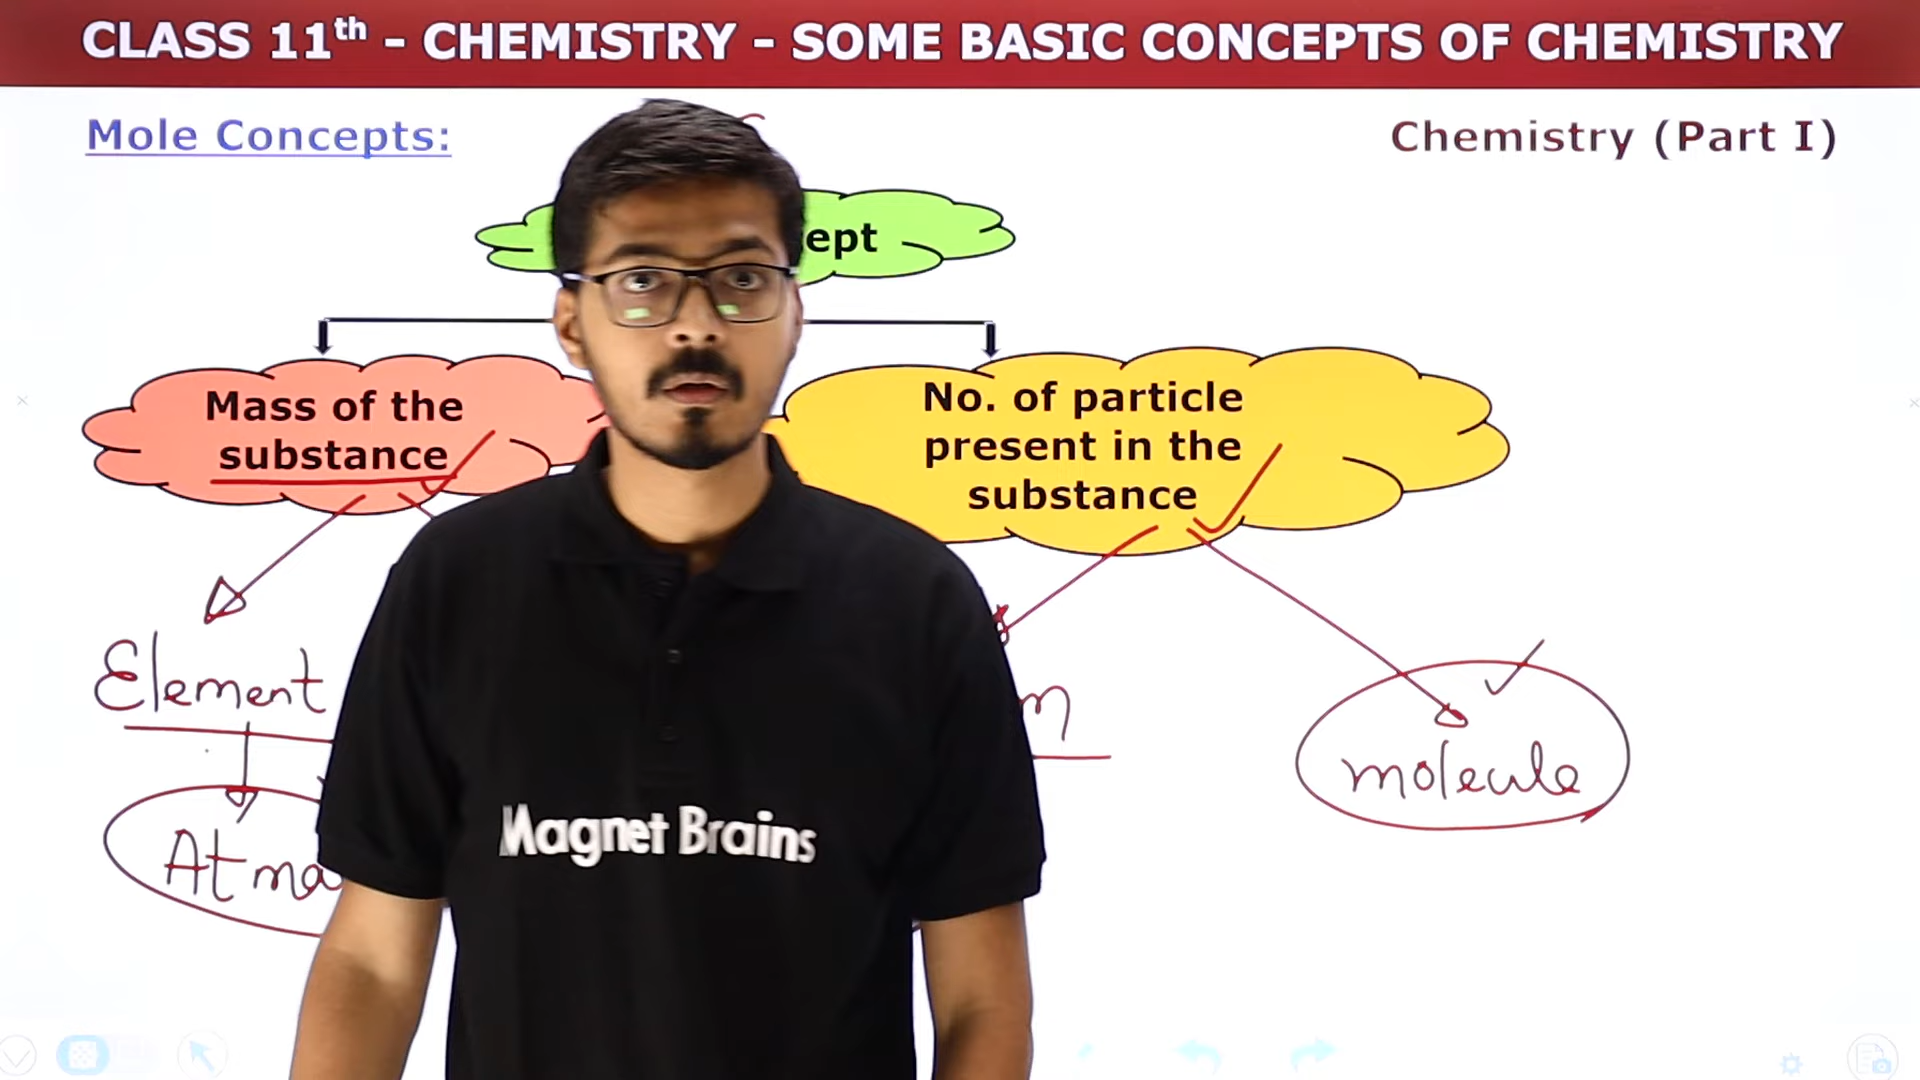 CLASS 11th - CHEMISTRY - SOME BASIC CONCEPTS OF CHEMISTRY
Mole Concepts:
Chemistry (Part I)
Mass of the
substance
No. of particle
present in the
substance
Element
molecule
At
Magnet Brains